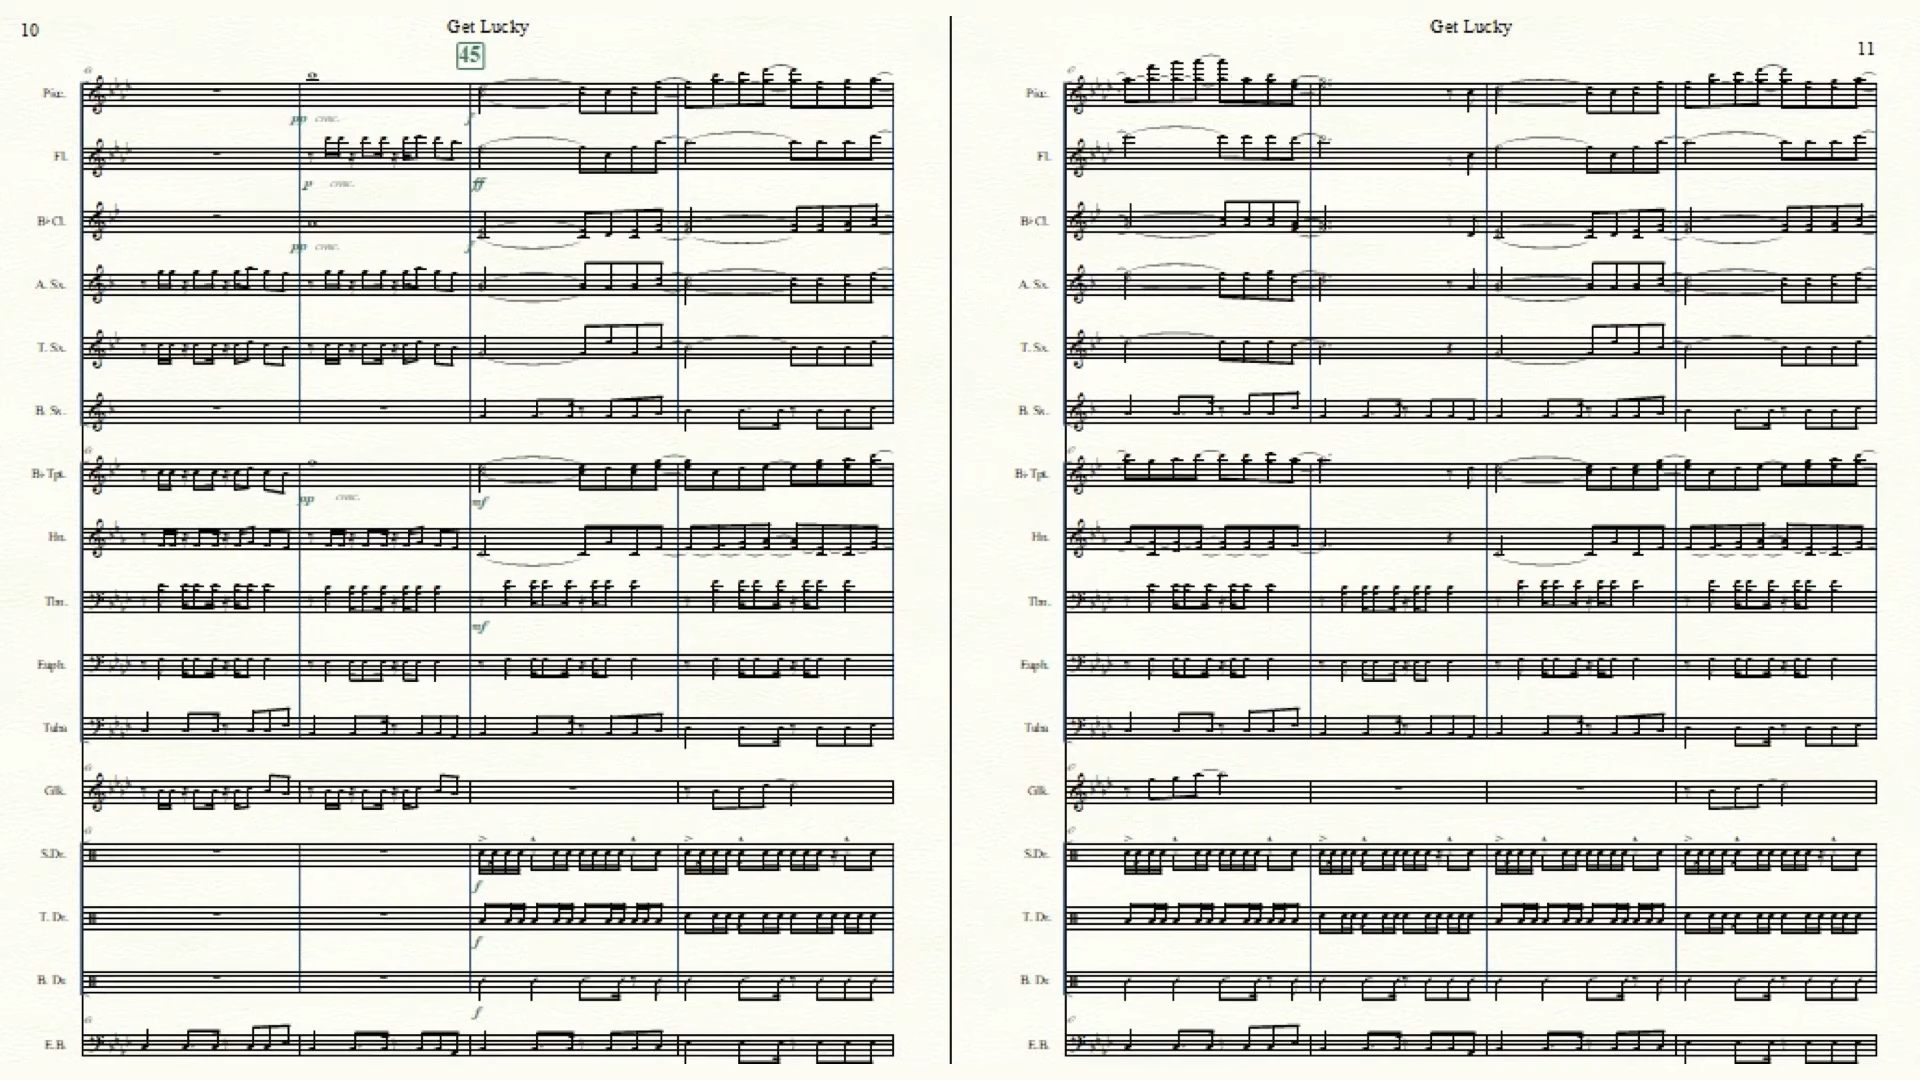 10
Get Lucky
45
Picc.
pp cresc.
f
Fl.
p cresc.
ff
B♭ Cl.
pp cresc.
f
A. Sx.
T. Sx.
B. Sx.
B♭ Tpt.
pp cresc.
mf
Hn.
Tbn.
mf
Euph.
Tuba
Glk.
S.Dr.
f
T. Dr.
f
B. Dr.
f
E.B.
Get Lucky
11
Picc.
Fl.
B♭ Cl.
A. Sx.
T. Sx.
B. Sx.
B♭ Tpt.
Hn.
Tbn.
Euph.
Tuba
Glk.
S.Dr.
T. Dr.
B. Dr.
E.B.